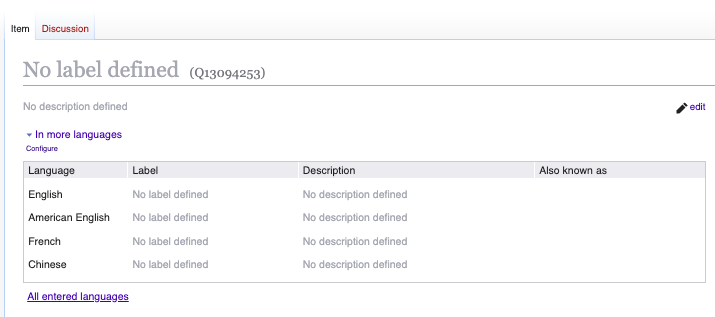 Item Discussion
No label defined (Q13094253)
No description defined edit
In more languages
Configure
Language Label Description Also known as
English No label defined No description defined
American English No label defined No description defined
French No label defined No description defined
Chinese No label defined No description defined
All entered languages